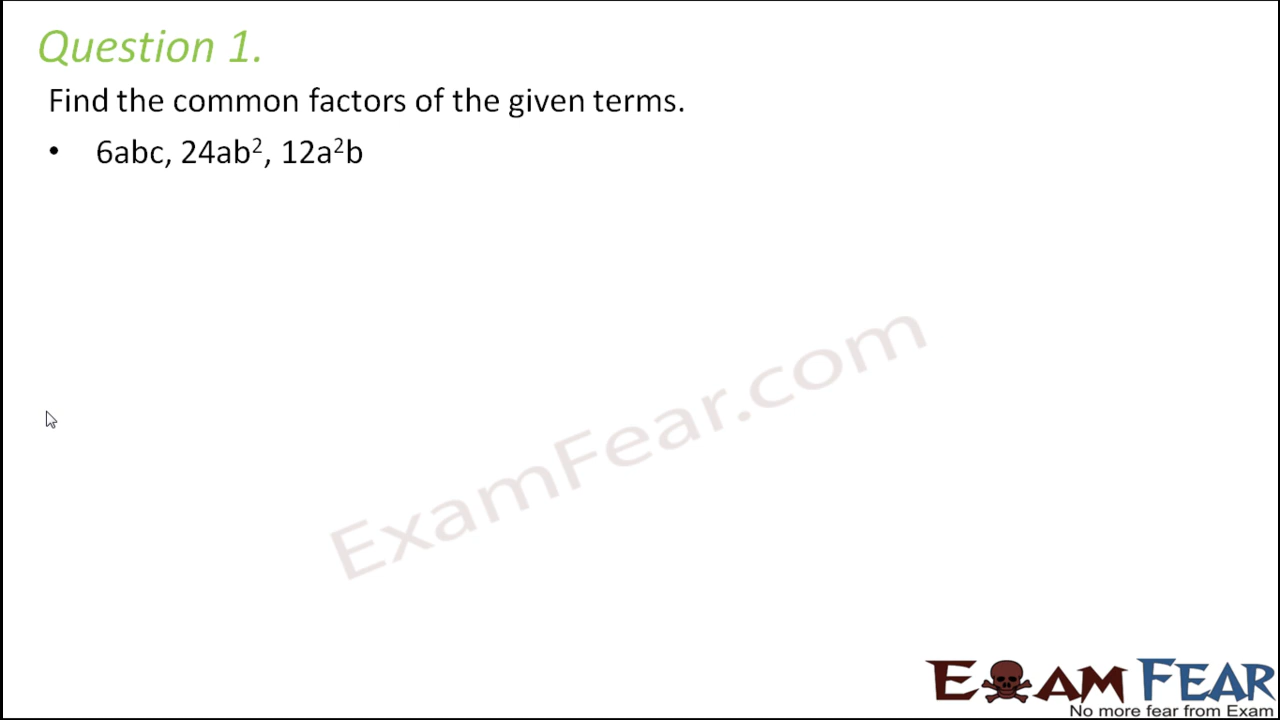 Question 1.
Find the common factors of the given terms.
• 6abc, 24ab², 12a²b
ExamFear.com
EXAM FEAR
No more fear from Exam